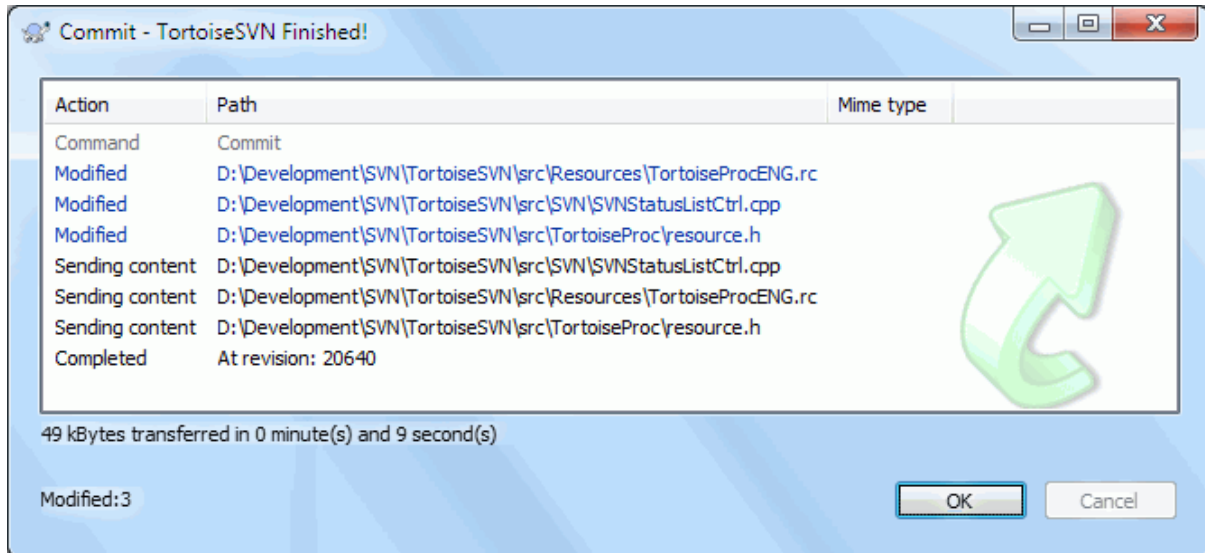 Commit - TortoiseSVN Finished!
Action Path Mime type
Command Commit
Modified D:\Development\SVN\TortoiseSVN\src\Resources\TortoiseProcENG.rc
Modified D:\Development\SVN\TortoiseSVN\src\SVN\SVNStatusListCtrl.cpp
Modified D:\Development\SVN\TortoiseSVN\src\TortoiseProc\resource.h
Sending content D:\Development\SVN\TortoiseSVN\src\SVN\SVNStatusListCtrl.cpp
Sending content D:\Development\SVN\TortoiseSVN\src\Resources\TortoiseProcENG.rc
Sending content D:\Development\SVN\TortoiseSVN\src\TortoiseProc\resource.h
Completed At revision: 20640
49 kBytes transferred in 0 minute(s) and 9 second(s)
Modified:3
OK Cancel